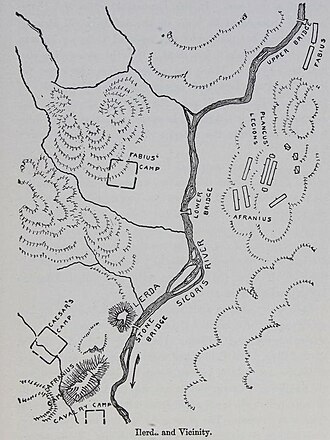 UPPER BRIDGE
FABIUS
PLANCUS'
LEGIONS
FABIUS'
CAMP
AFRANIUS
LOWER
BRIDGE
SICORIS RIVER
ILERDA
STONE
BRIDGE
CAESAR'S
CAMP
AFRANIUS
CAVALRY CAMP
Ilerda and Vicinity.